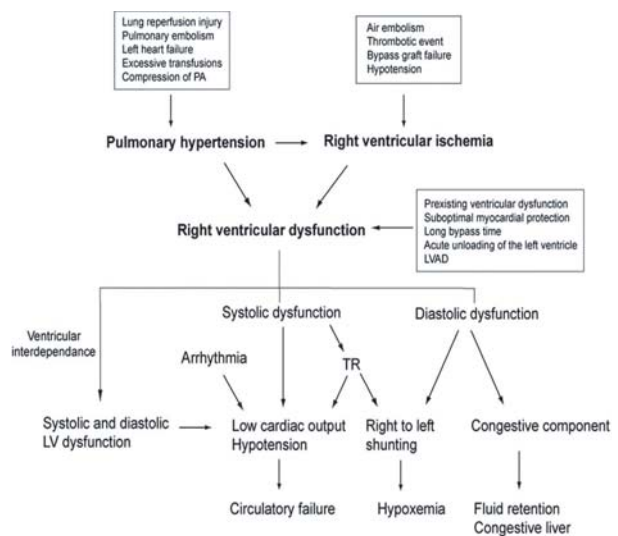 Lung reperfusion injury
Pulmonary embolism
Left heart failure
Excessive transfusions
Compression of PA
Air embolism
Thrombotic event
Bypass graft failure
Hypotension
Pulmonary hypertension
Right ventricular ischemia
Right ventricular dysfunction
Prexisting ventricular dysfunction
Suboptimal myocardial protection
Long bypass time
Acute unloading of the left ventricle
LVAD
Ventricular
interdependance
Systolic dysfunction
Diastolic dysfunction
Arrhythmia
TR
Systolic and diastolic
LV dysfunction
Low cardiac output
Hypotension
Right to left
shunting
Congestive component
Circulatory failure
Hypoxemia
Fluid retention
Congestive liver